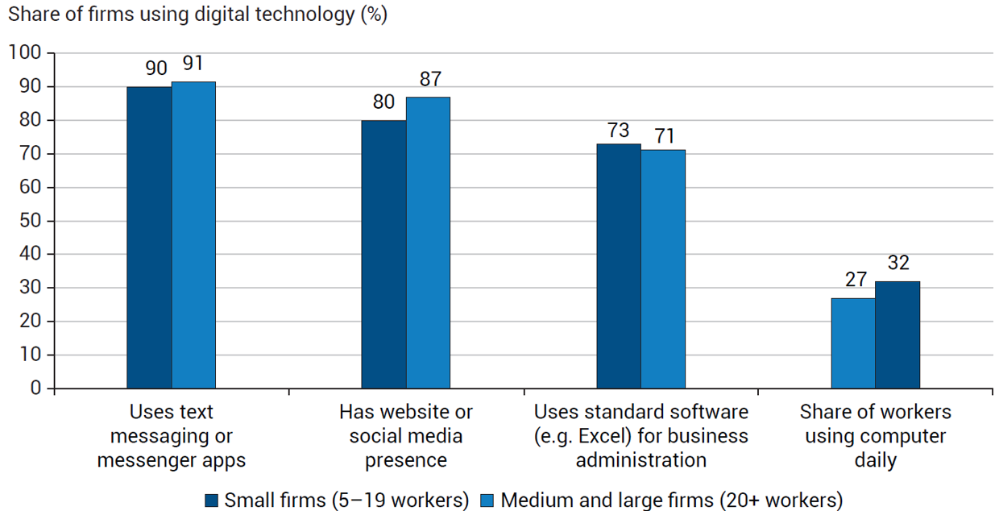 Share of firms using digital technology (%)
100
90
80
70
60
50
40
30
20
10
0
90
91
80
87
73
71
27
32
Uses text
messaging or
messenger apps
Has website or
social media
presence
Uses standard software
(e.g. Excel) for business
administration
Share of workers
using computer
daily
Small firms (5–19 workers)
Medium and large firms (20+ workers)